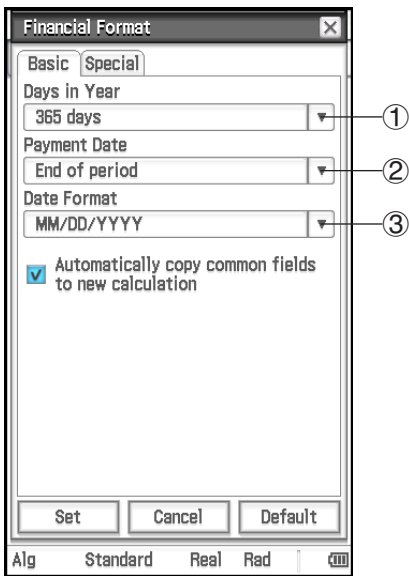 Financial Format
Basic Special
Days in Year
365 days
①
Payment Date
End of period
②
Date Format
MM/DD/YYYY
③
Automatically copy common fields
to new calculation
Set Cancel Default
Alg Standard Real Rad